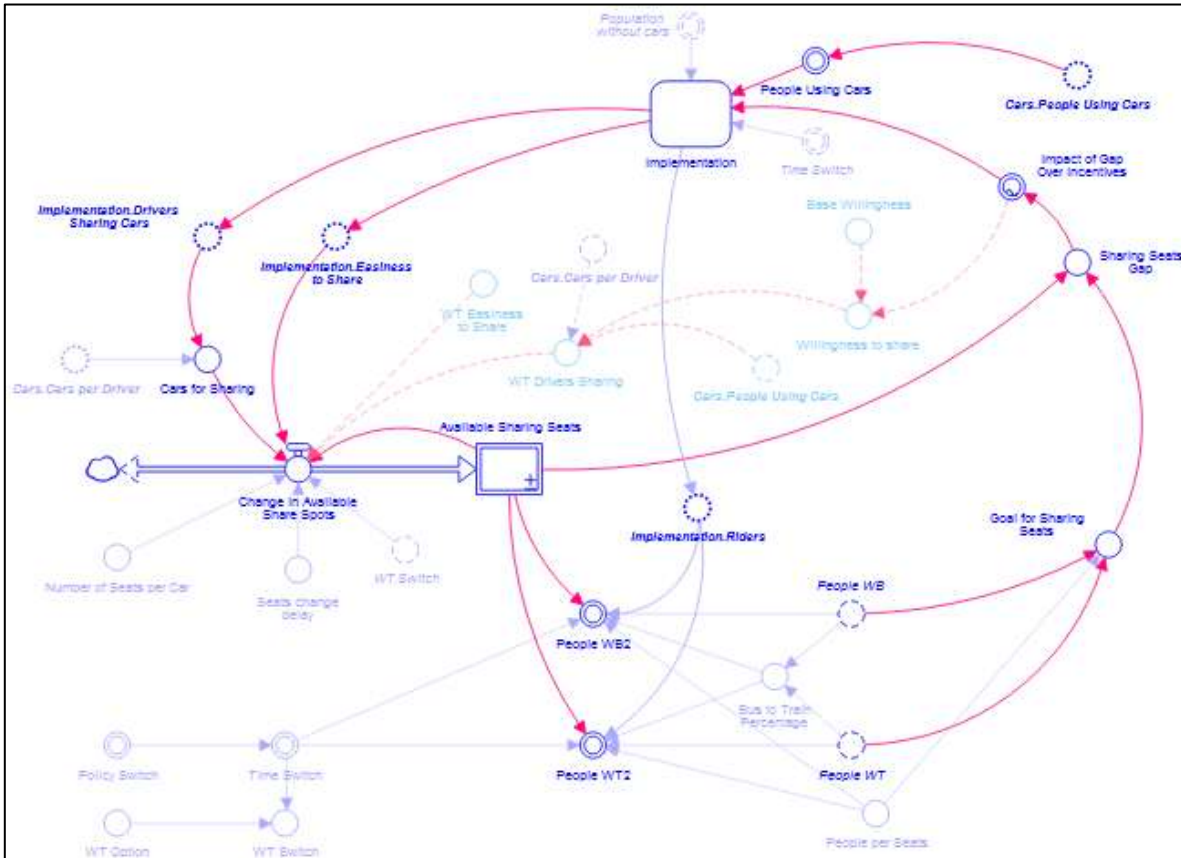 Population
without cars
People Using Cars
Cars.People Using Cars
Implementation
Time Switch
Impact of Gap
Over Incentives
Implementation.Drivers
Sharing Cars
Implementation.Easiness
to Share
Base Willingness
Cars.Cars per Driver
Sharing Seats
Gap
WT Easiness
to Share
Willingness to share
Cars.Cars per Driver
Cars for Sharing
WT Drivers Sharing
Cars.People Using Cars
Available Sharing Seats
Change in Available
Share Spots
Implementation.Riders
Goal for Sharing
Seats
Number of Seats per Car
Seats change
delay
WT Switch
People WB
People WB2
Bus to Train
Percentage
Policy Switch
Time Switch
People WT2
People WT
WT Option
WT Switch
People per Seats